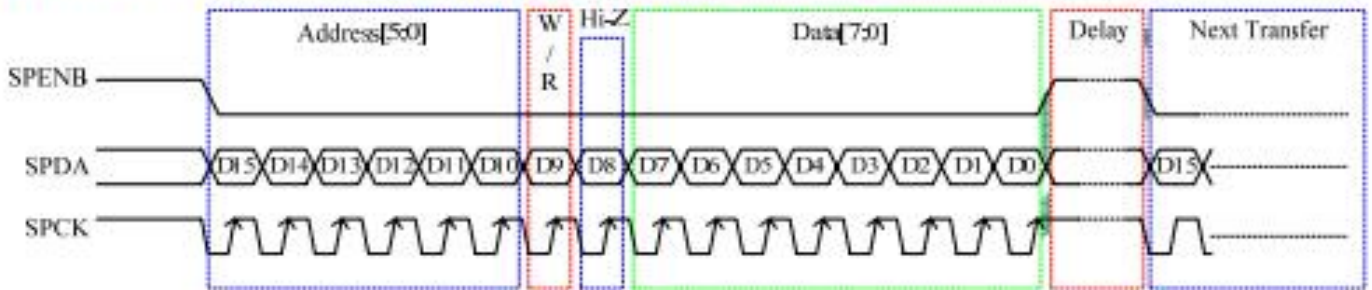 Address[5:0] W / R Hi-Z Data[7:0] Delay Next Transfer
SPENB
SPDA D15 D14 D13 D12 D11 D10 D9 D8 D7 D6 D5 D4 D3 D2 D1 D0 D15
SPCK